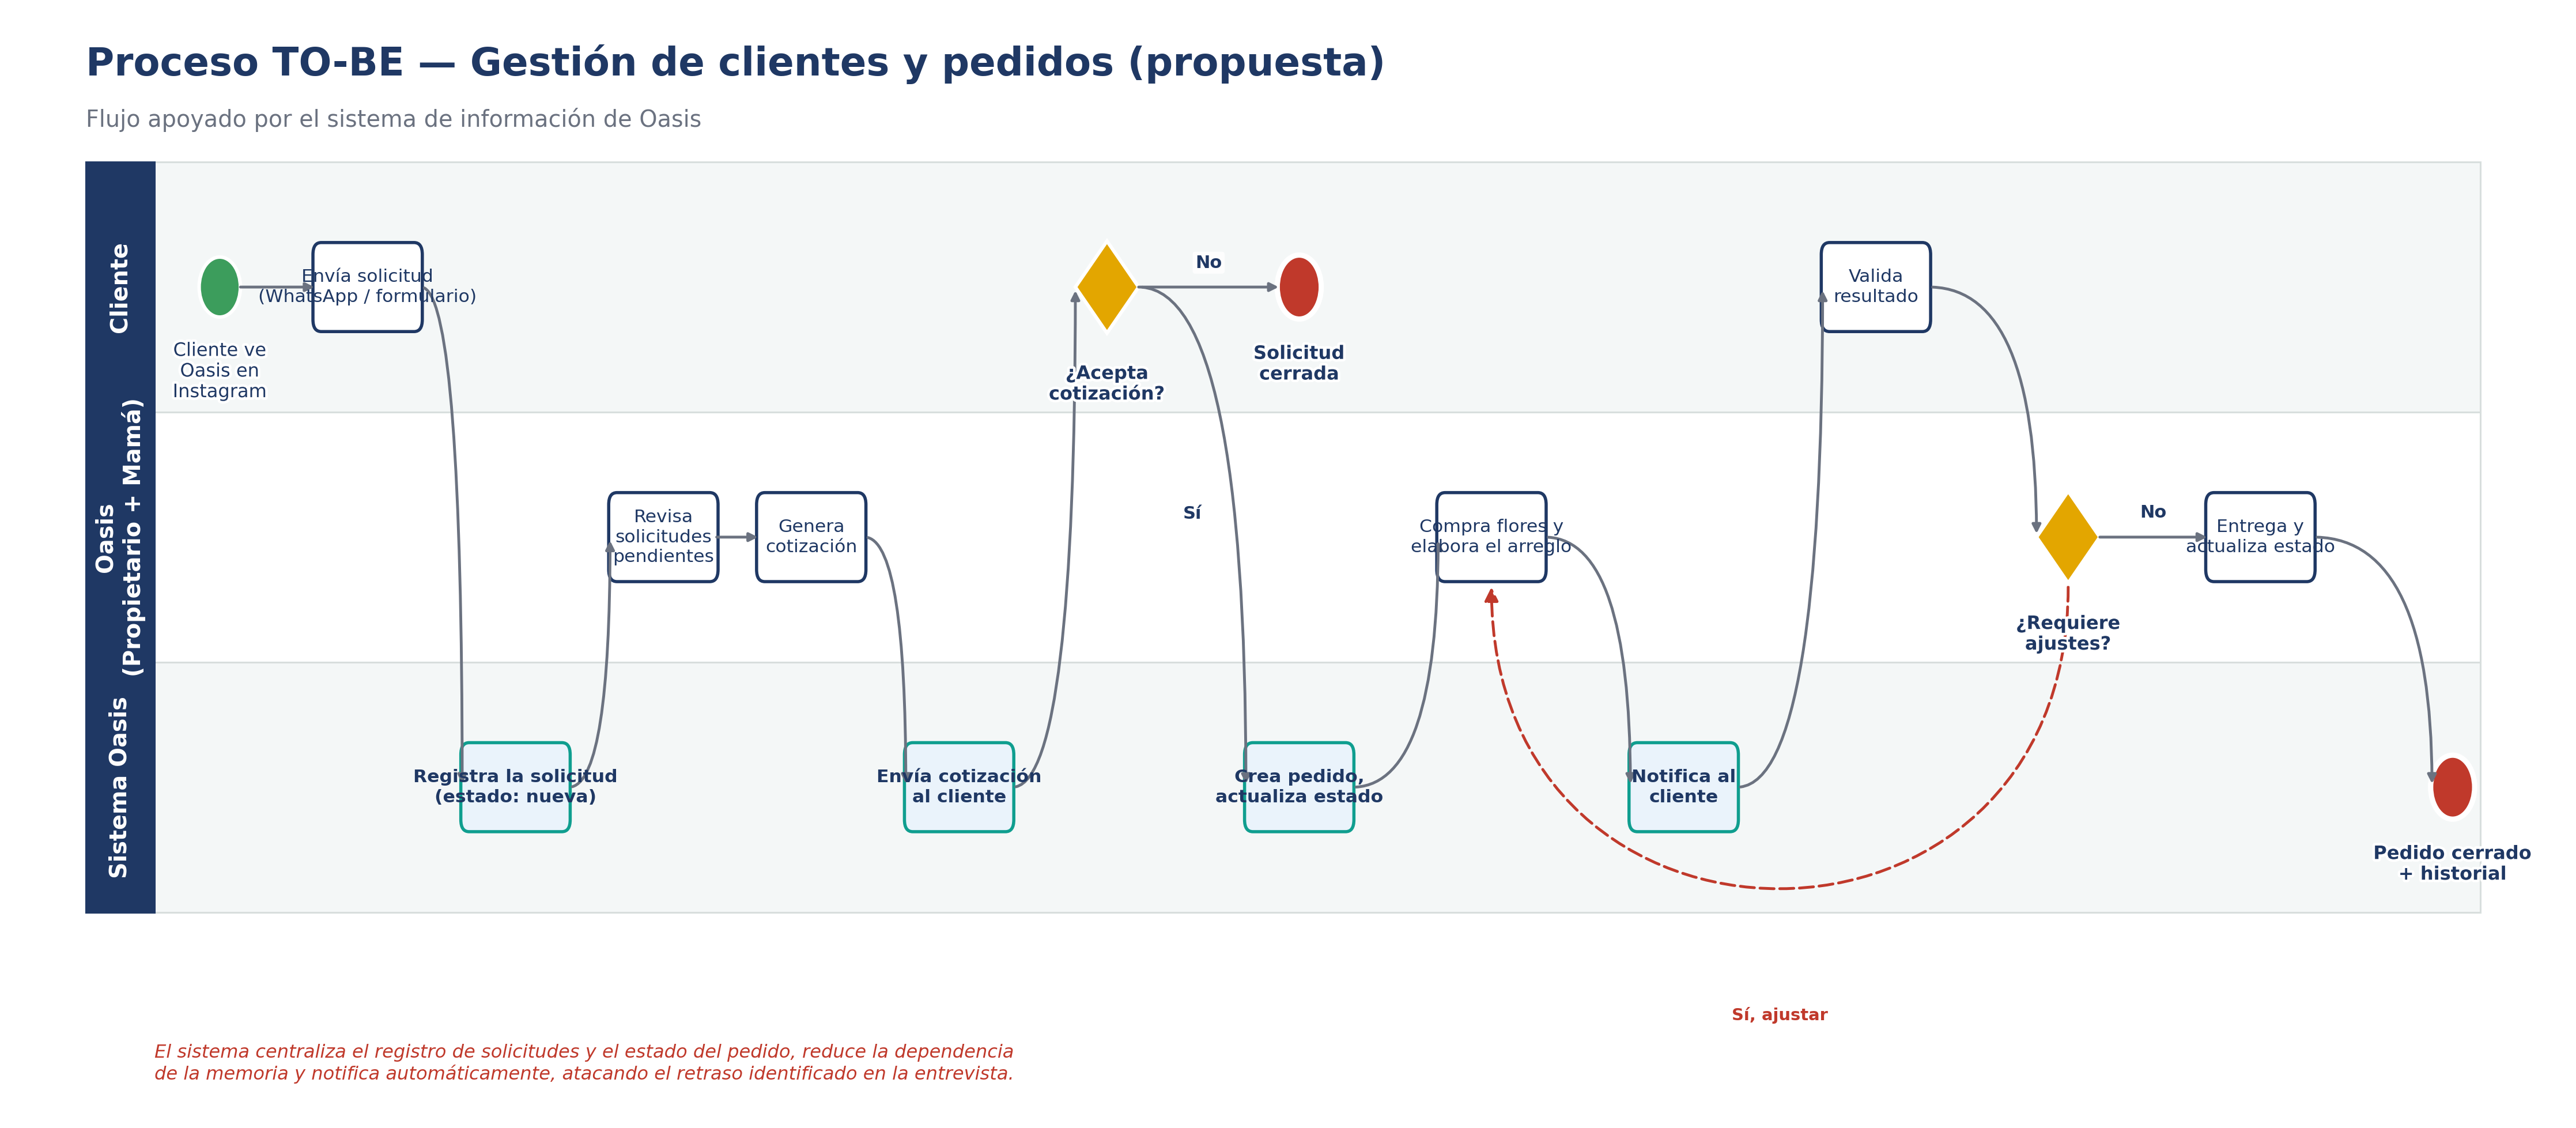 Proceso TO-BE — Gestión de clientes y pedidos (propuesta)
Flujo apoyado por el sistema de información de Oasis
Cliente
Envía solicitud
(WhatsApp / formulario)
Cliente ve
Oasis en
Instagram
¿Acepta
cotización?
No
Solicitud
cerrada
Sí
Valida
resultado
Oasis
(Propietario + Mamá)
Revisa
solicitudes
pendientes
Genera
cotización
Compra flores y
elabora el arreglo
¿Requiere
ajustes?
No
Entrega y
actualiza estado
Sistema Oasis
Registra la solicitud
(estado: nueva)
Envía cotización
al cliente
Crea pedido,
actualiza estado
Notifica al
cliente
Pedido cerrado
+ historial
Sí, ajustar
El sistema centraliza el registro de solicitudes y el estado del pedido, reduce la dependencia
de la memoria y notifica automáticamente, atacando el retraso identificado en la entrevista.